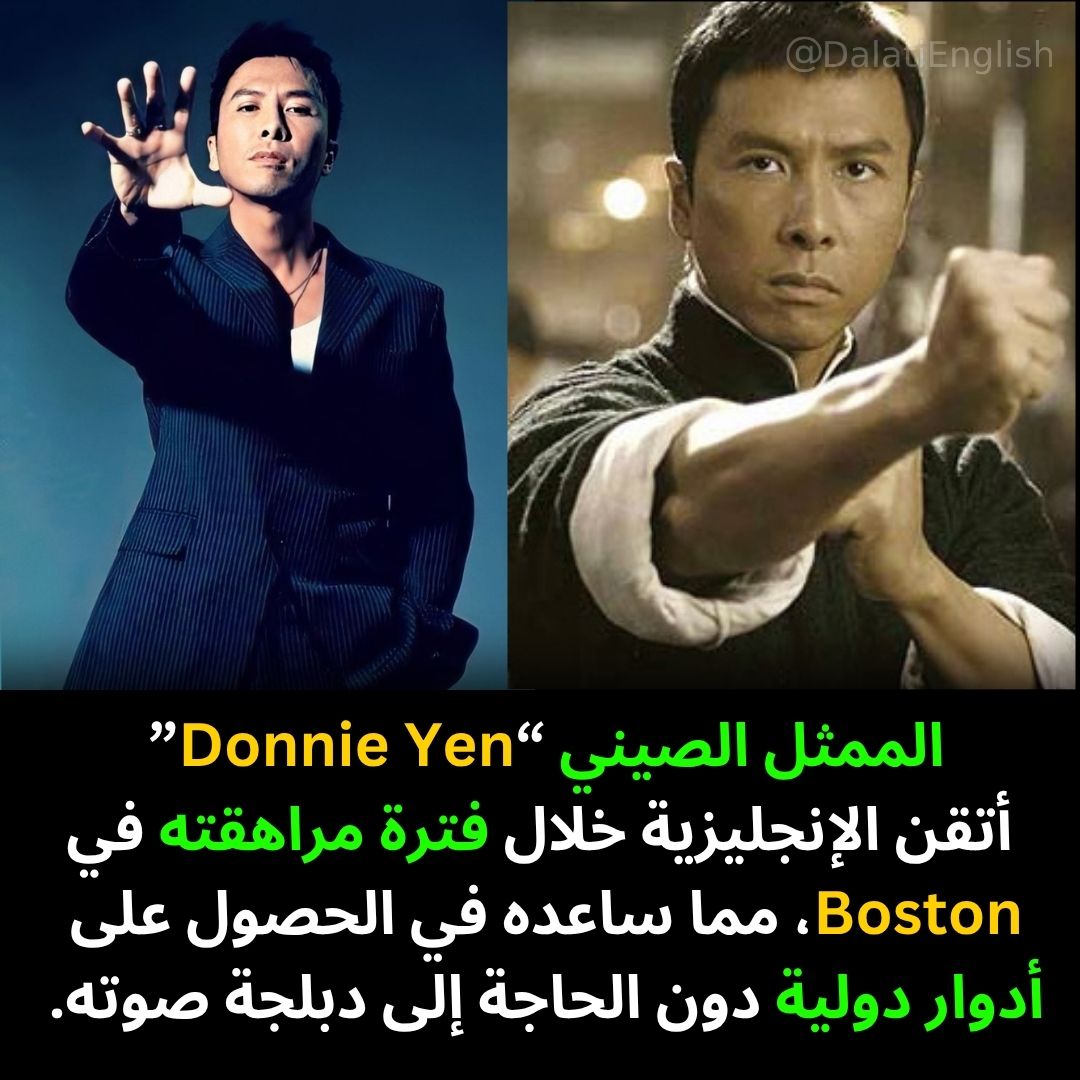 @DalatiEnglish
الممثل الصيني “Donnie Yen”
أتقن الإنجليزية خلال فترة مراهقته في
Boston، مما ساعده في الحصول على
أدوار دولية دون الحاجة إلى دبلجة صوته.